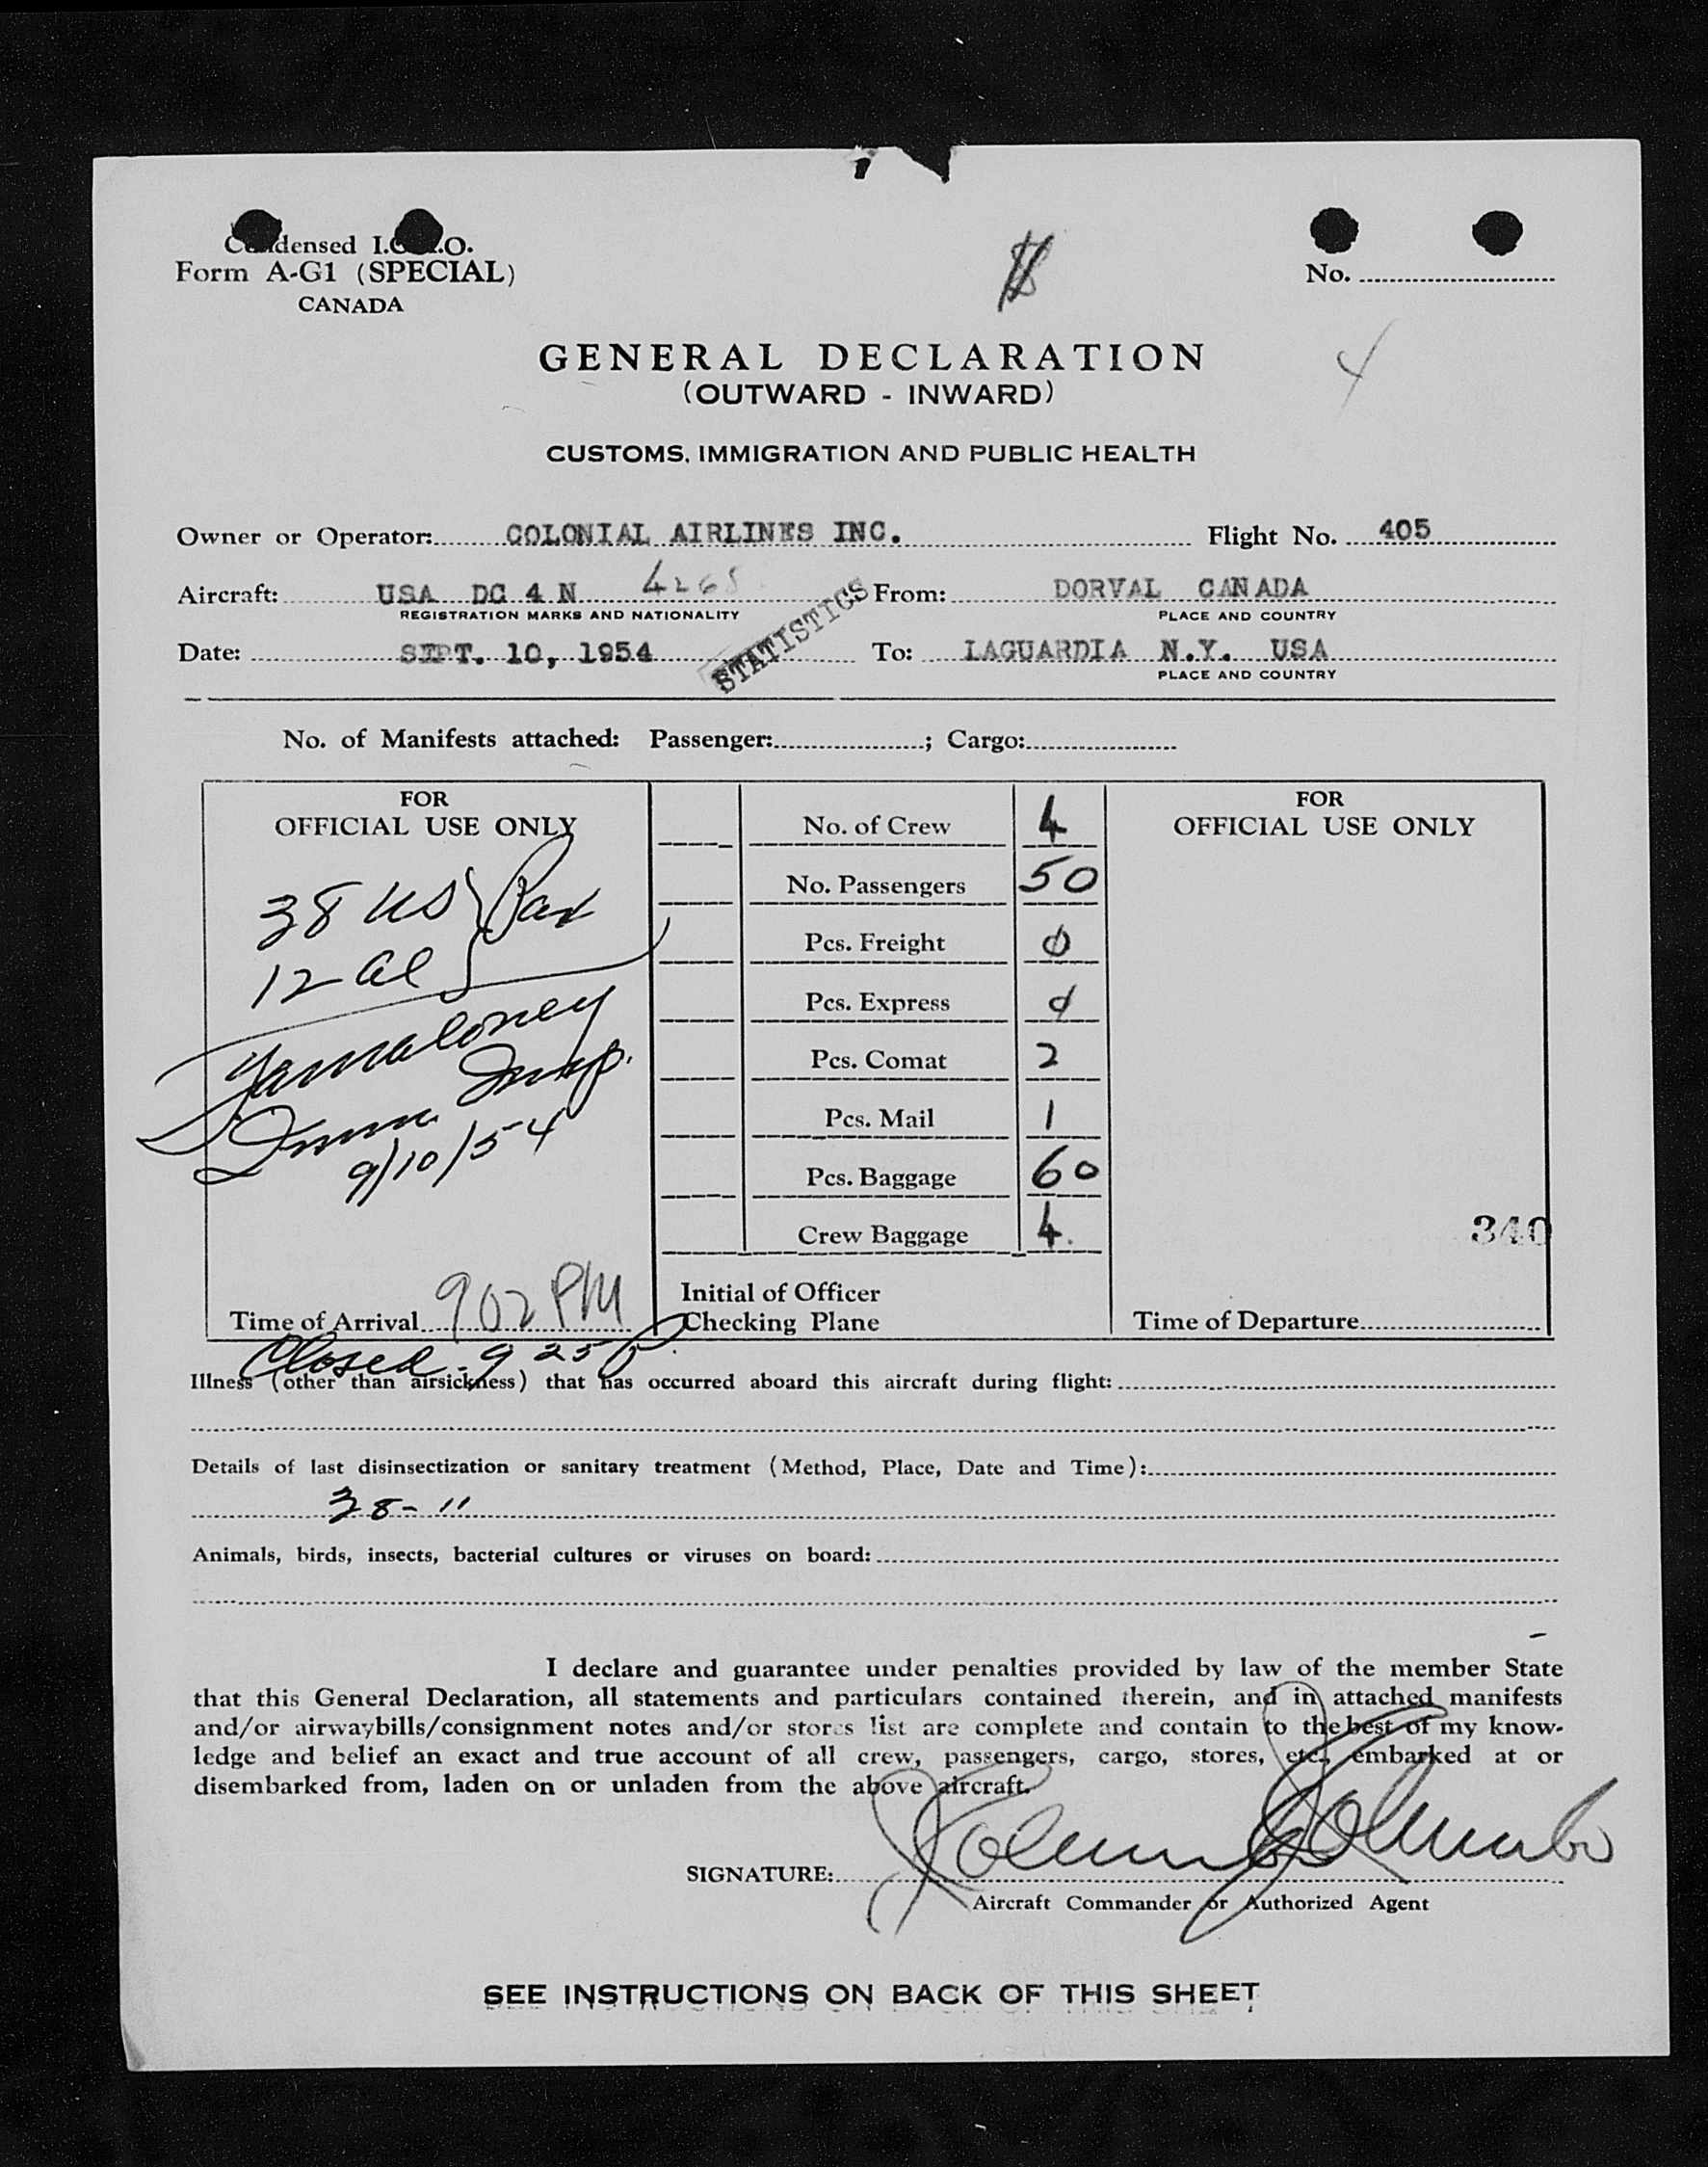 Condensed I.C.A.O.
Form A-G1 (SPECIAL)
CANADA
No.
4
GENERAL DECLARATION
(OUTWARD - INWARD)
CUSTOMS, IMMIGRATION AND PUBLIC HEALTH
Owner or Operator: COLONIAL AIRLINES INC. Flight No. 405
Aircraft: USA DC 4 N 4265 From: DORVAL CANADA
REGISTRATION MARKS AND NATIONALITY PLACE AND COUNTRY
STATISTICS
Date: SEPT. 10, 1954 To: LAGUARDIA N.Y. USA
PLACE AND COUNTRY
No. of Manifests attached: Passenger: ; Cargo:
FOR
OFFICIAL USE ONLY
38 US } Pax
12 al
Imm. Insp.
9/10/54
Time of Arrival 902 PM
Closed - 9 25 P.
No. of Crew 4
No. Passengers 50
Pcs. Freight 0
Pcs. Express 0
Pcs. Comat 2
Pcs. Mail 1
Pcs. Baggage 60
Crew Baggage 4
Initial of Officer
Checking Plane
FOR
OFFICIAL USE ONLY
340
Time of Departure
Illness (other than airsickness) that has occurred aboard this aircraft during flight:
Details of last disinsectization or sanitary treatment (Method, Place, Date and Time):
38 - 11
Animals, birds, insects, bacterial cultures or viruses on board:
I declare and guarantee under penalties provided by law of the member State
that this General Declaration, all statements and particulars contained therein, and in attached manifests
and/or airwaybills/consignment notes and/or stores list are complete and contain to the best of my know-
ledge and belief an exact and true account of all crew, passengers, cargo, stores, etc., embarked at or
disembarked from, laden on or unladen from the above aircraft.
SIGNATURE:
Aircraft Commander or Authorized Agent
SEE INSTRUCTIONS ON BACK OF THIS SHEET